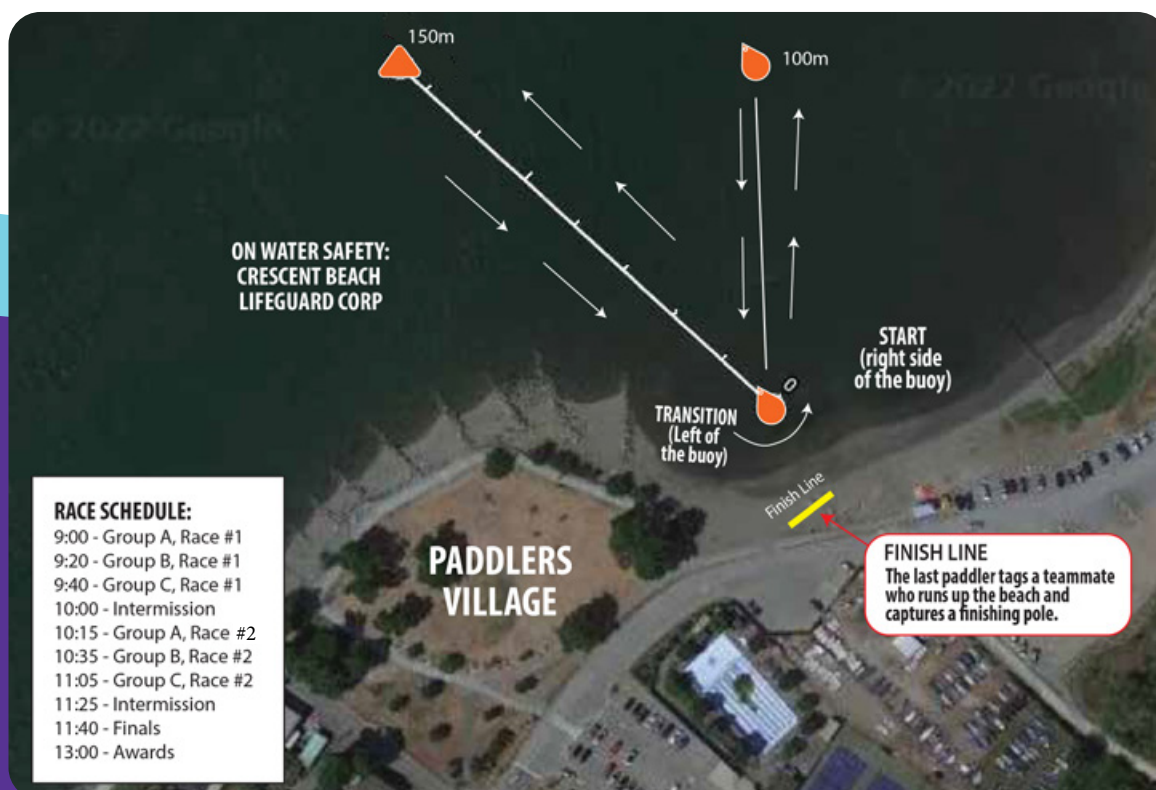 150m
100m
© 2022 Google
© 2022 Google
ON WATER SAFETY:
CRESCENT BEACH
LIFEGUARD CORP
START
(right side
of the buoy)
0
TRANSITION
(Left of
the buoy)
Finish Line
PADDLERS
VILLAGE
FINISH LINE
The last paddler tags a teammate
who runs up the beach and
captures a finishing pole.
RACE SCHEDULE:
9:00 - Group A, Race #1
9:20 - Group B, Race #1
9:40 - Group C, Race #1
10:00 - Intermission
10:15 - Group A, Race #2
10:35 - Group B, Race #2
11:05 - Group C, Race #2
11:25 - Intermission
11:40 - Finals
13:00 - Awards